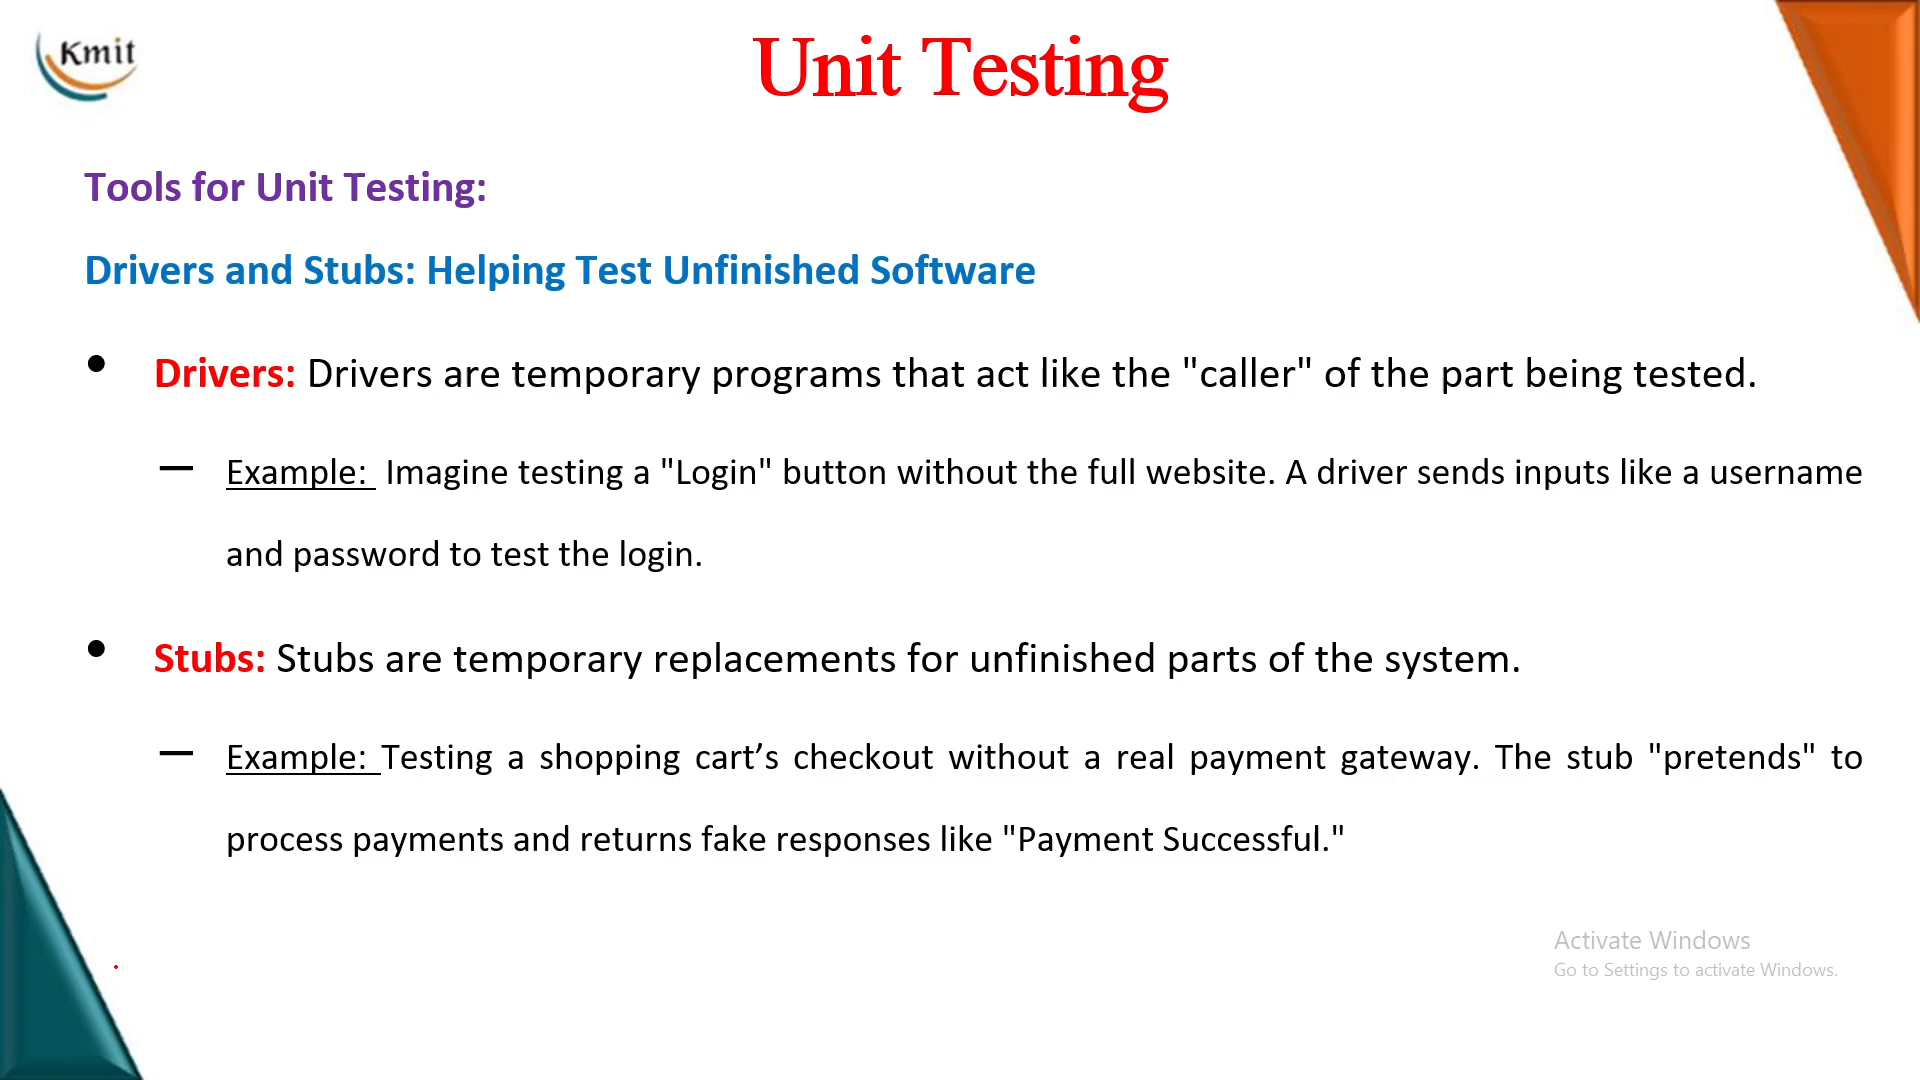 Kmit
Unit Testing
Tools for Unit Testing:
Drivers and Stubs: Helping Test Unfinished Software
• Drivers: Drivers are temporary programs that act like the "caller" of the part being tested.
– Example: Imagine testing a "Login" button without the full website. A driver sends inputs like a username
and password to test the login.
• Stubs: Stubs are temporary replacements for unfinished parts of the system.
– Example: Testing a shopping cart’s checkout without a real payment gateway. The stub "pretends" to
process payments and returns fake responses like "Payment Successful."
Activate Windows
Go to Settings to activate Windows.